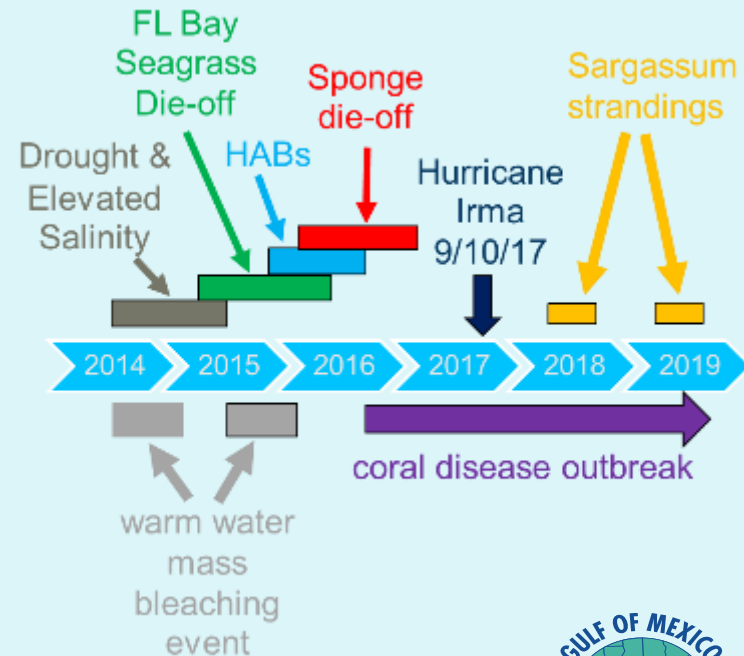 FL Bay
Seagrass
Die-off
Sponge
die-off
Sargassum
strandings
Drought &
Elevated
Salinity
HABs
Hurricane
Irma
9/10/17
2014
2015
2016
2017
2018
2019
coral disease outbreak
warm water
mass
bleaching
event
GULF OF MEXICO